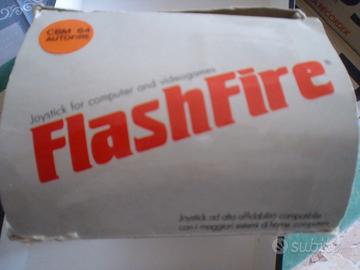 CBM 64
AUTOFIRE
Joystick for computer and videogames
FlashFire®
Joystick ad alta affidabilità compatibile
con i maggiori sistemi di home computers
subito
RECORDER